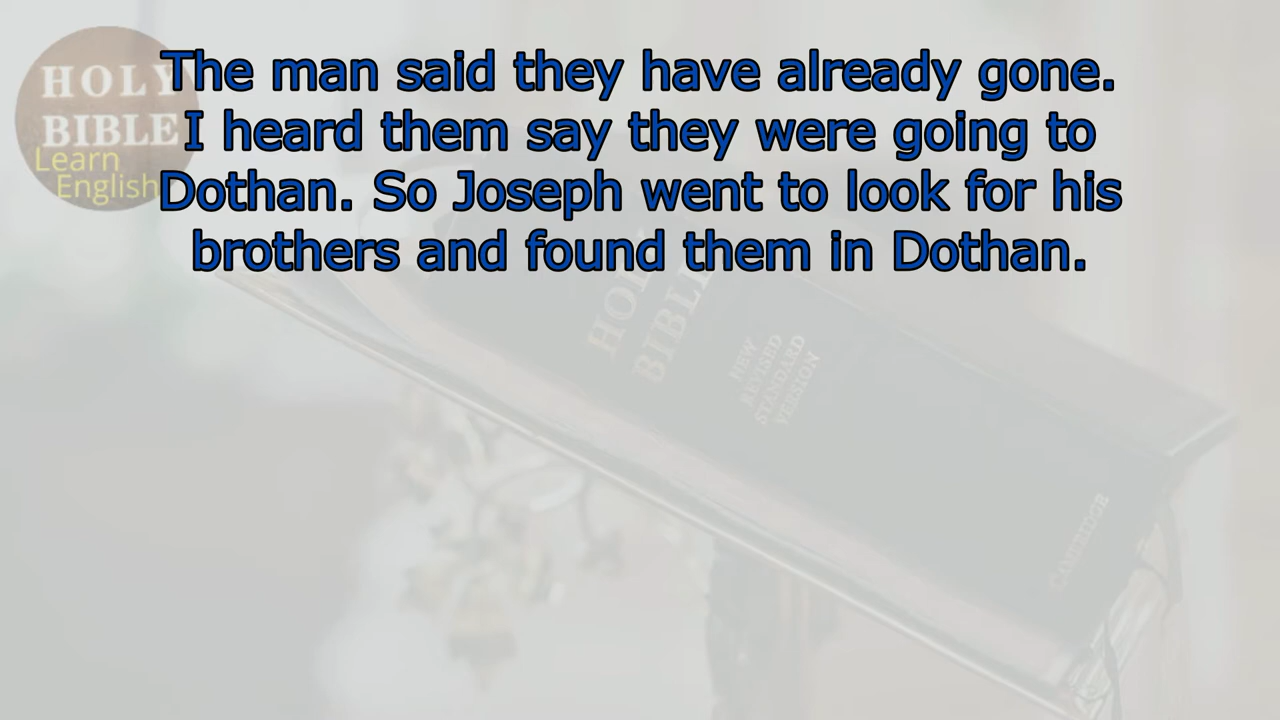 HOLY
BIBLE
Learn
English
The man said they have already gone.
I heard them say they were going to
Dothan. So Joseph went to look for his
brothers and found them in Dothan.
HOLY
BIBLE
NEW
REVISED
STANDARD
VERSION
CAMBRIDGE